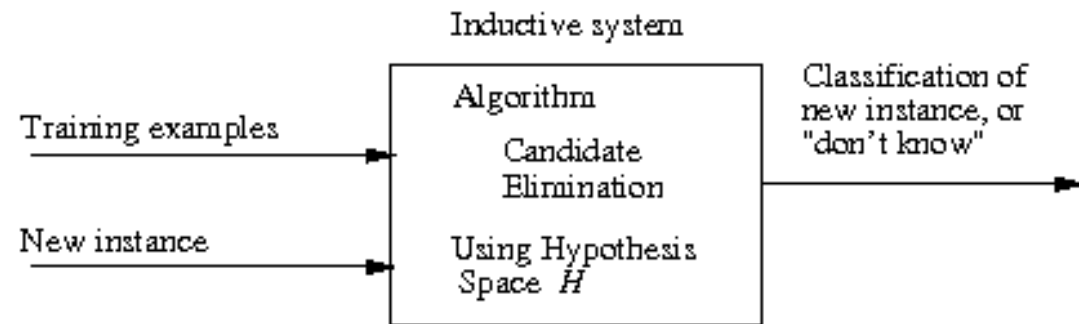 Inductive system
Training examples
New instance
Algorithm
Candidate
Elimination
Using Hypothesis
Space H
Classification of
new instance, or
"don't know"